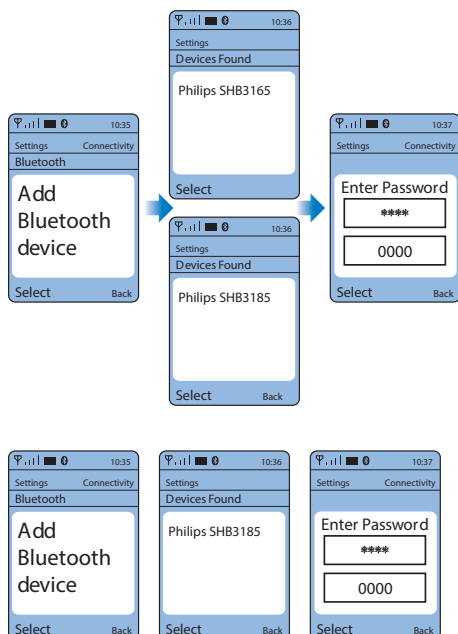 10:36
Settings
Devices Found
Philips SHB3165
Select
10:35
Settings Connectivity
Bluetooth
Add
Bluetooth
device
Select Back
10:36
Settings
Devices Found
Philips SHB3185
Select Back
10:37
Settings Connectivity
Enter Password
****
0000
Select Back
10:35
Settings Connectivity
Bluetooth
Add
Bluetooth
device
Select Back
10:36
Settings
Devices Found
Philips SHB3185
Select Back
10:37
Settings Connectivity
Enter Password
****
0000
Select Back